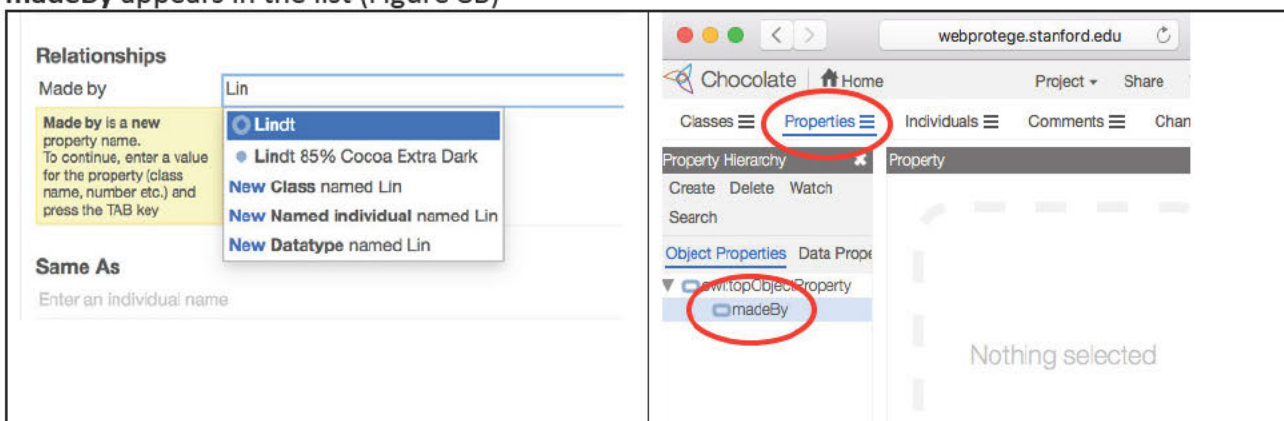 madeBy appears in the list (Figure 8B)
Relationships
Made by
Lin
Made by is a new
property name.
To continue, enter a value
for the property (class
name, number etc.) and
press the TAB key
Lindt
Lindt 85% Cocoa Extra Dark
New Class named Lin
New Named individual named Lin
New Datatype named Lin
Same As
Enter an individual name
webprotege.stanford.edu
Chocolate Home Project Share
Classes Properties Individuals Comments Chan
Property Hierarchy Property
Create Delete Watch
Search
Object Properties Data Prope
owl:topObjectProperty
madeBy
Nothing selected